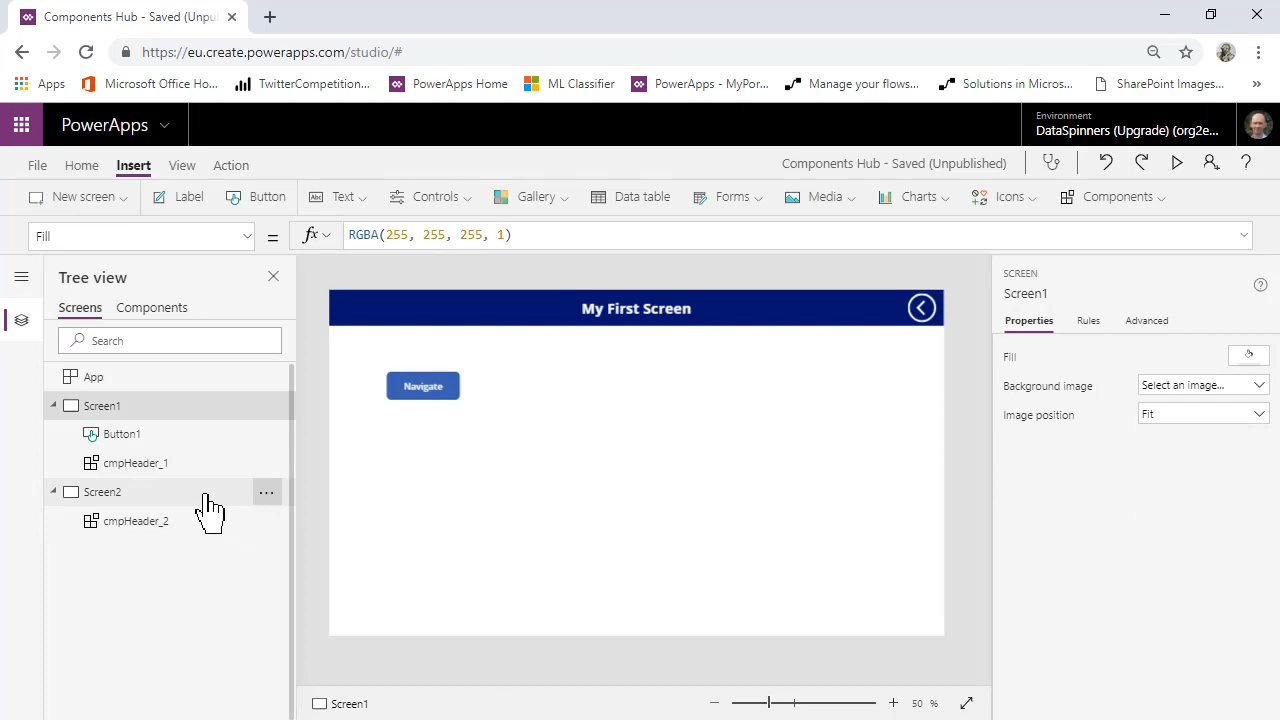 Components Hub - Saved (Unpul
https://eu.create.powerapps.com/studio/#
Apps
Microsoft Office Ho...
TwitterCompetition...
PowerApps Home
ML Classifier
PowerApps - MyPor...
Manage your flows...
Solutions in Micros...
SharePoint Images...
»
PowerApps
Environment
DataSpinners (Upgrade) (org2e...
File
Home
Insert
View
Action
Components Hub - Saved (Unpublished)
?
New screen
Label
Button
Abc Text
Controls
Gallery
Data table
Forms
Media
Charts
Icons
Components
Fill
=
fx
RGBA(255, 255, 255, 1)
Tree view
Screens
Components
Search
App
Screen1
Button1
cmpHeader_1
Screen2
...
cmpHeader_2
My First Screen
Navigate
Screen1
50 %
SCREEN
Screen1
?
Properties
Rules
Advanced
Fill
Background image
Select an image...
Image position
Fit